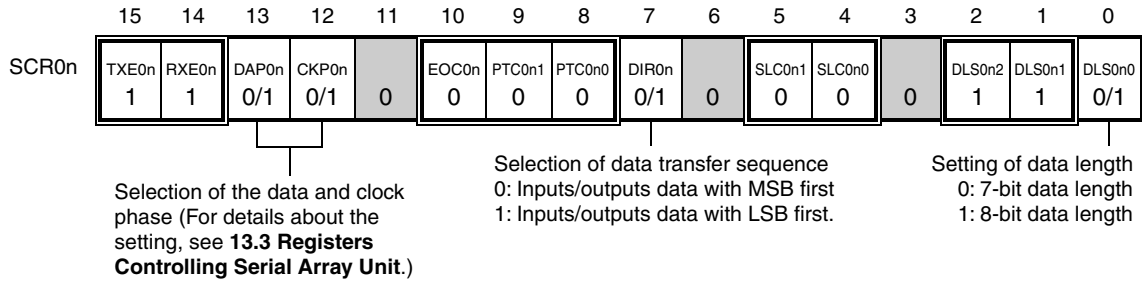 15 14 13 12 11 10 9 8 7 6 5 4 3 2 1 0
SCR0n
TXE0n RXE0n DAP0n CKP0n EOC0n PTC0n1 PTC0n0 DIR0n SLC0n1 SLC0n0 DLS0n2 DLS0n1 DLS0n0
1 1 0/1 0/1 0 0 0 0 0/1 0 0 0 0 1 1 0/1
Selection of the data and clock
phase (For details about the
setting, see 13.3 Registers
Controlling Serial Array Unit.)
Selection of data transfer sequence
0: Inputs/outputs data with MSB first
1: Inputs/outputs data with LSB first.
Setting of data length
0: 7-bit data length
1: 8-bit data length